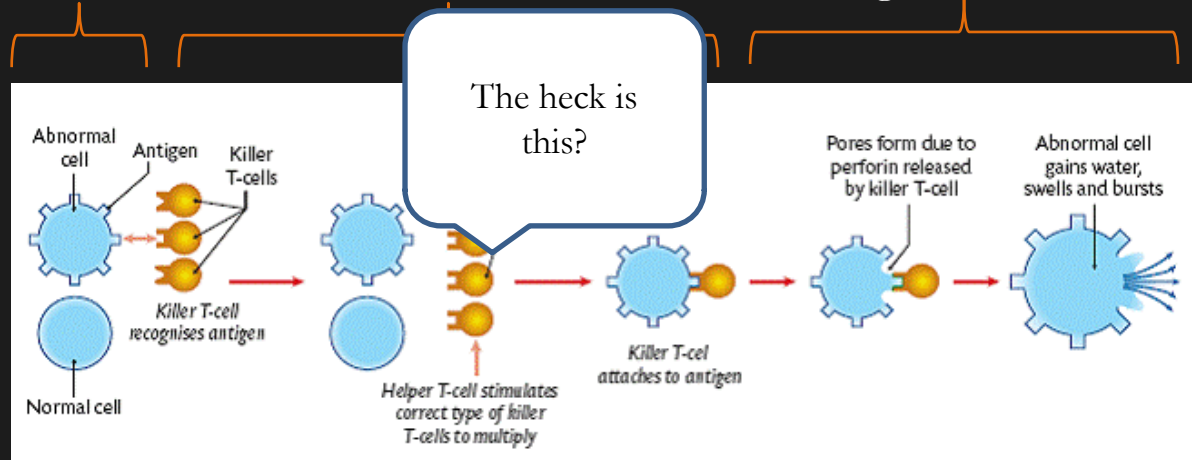 The heck is
this?
Abnormal
cell
Antigen
Killer
T-cells
Killer T-cell
recognises antigen
Normal cell
Helper T-cell stimulates
correct type of killer
T-cells to multiply
Killer T-cel
attaches to antigen
Pores form due to
perforin released
by killer T-cell
Abnormal cell
gains water,
swells and bursts